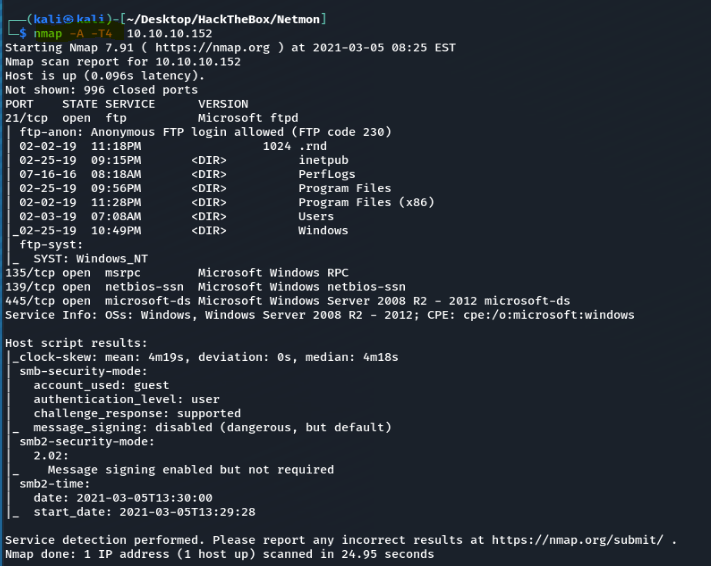 ┌──(kali㉿kali)-[~/Desktop/HackTheBox/Netmon]
└─$ nmap -A -T4  10.10.10.152
Starting Nmap 7.91 ( https://nmap.org ) at 2021-03-05 08:25 EST
Nmap scan report for 10.10.10.152
Host is up (0.096s latency).
Not shown: 996 closed ports
PORT    STATE SERVICE      VERSION
21/tcp  open  ftp          Microsoft ftpd
| ftp-anon: Anonymous FTP login allowed (FTP code 230)
| 02-02-19  11:18PM                 1024 .rnd
| 02-25-19  09:15PM       <DIR>          inetpub
| 07-16-16  08:18AM       <DIR>          PerfLogs
| 02-25-19  09:56PM       <DIR>          Program Files
| 02-02-19  11:28PM       <DIR>          Program Files (x86)
| 02-03-19  07:08AM       <DIR>          Users
|_02-25-19  10:49PM       <DIR>          Windows
| ftp-syst:
|_  SYST: Windows_NT
135/tcp open  msrpc        Microsoft Windows RPC
139/tcp open  netbios-ssn  Microsoft Windows netbios-ssn
445/tcp open  microsoft-ds Microsoft Windows Server 2008 R2 - 2012 microsoft-ds
Service Info: OSs: Windows, Windows Server 2008 R2 - 2012; CPE: cpe:/o:microsoft:windows

Host script results:
|_clock-skew: mean: 4m19s, deviation: 0s, median: 4m18s
| smb-security-mode:
|   account_used: guest
|   authentication_level: user
|   challenge_response: supported
|_  message_signing: disabled (dangerous, but default)
| smb2-security-mode:
|   2.02:
|_    Message signing enabled but not required
| smb2-time:
|   date: 2021-03-05T13:30:00
|_  start_date: 2021-03-05T13:29:28

Service detection performed. Please report any incorrect results at https://nmap.org/submit/ .
Nmap done: 1 IP address (1 host up) scanned in 24.95 seconds